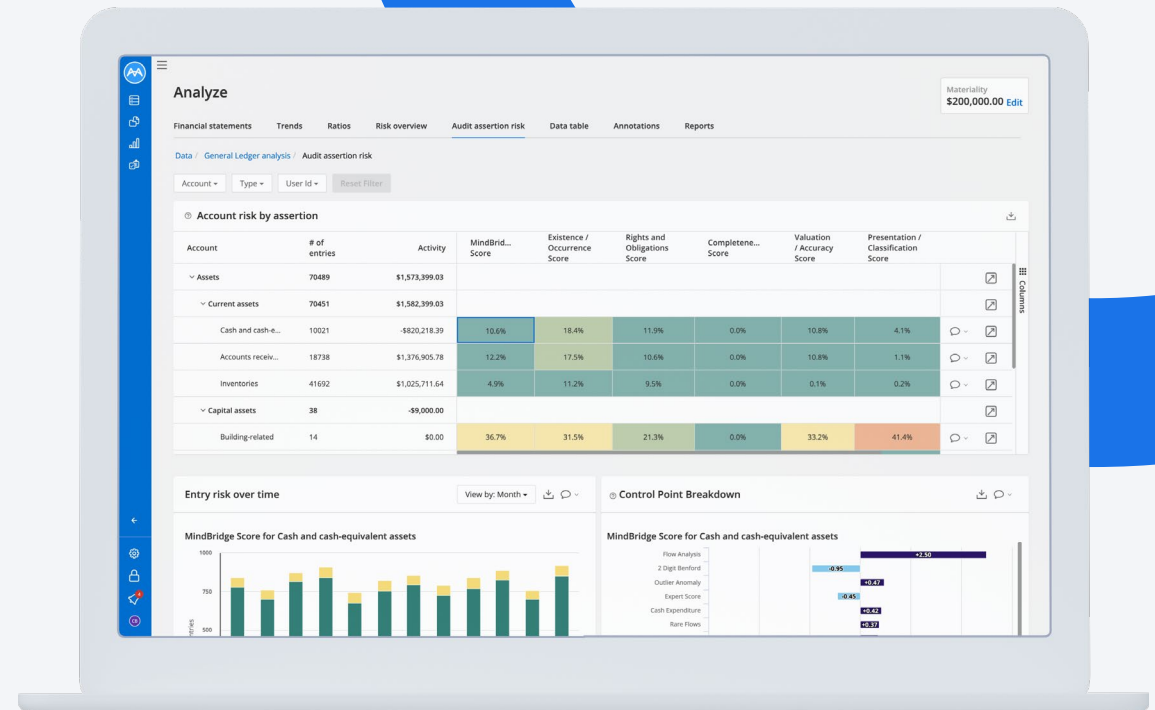 Analyze
Materiality
$200,000.00 Edit
Financial statements Trends Ratios Risk overview Audit assertion risk Data table Annotations Reports
Data / General Ledger analysis / Audit assertion risk
Account Type User Id Reset Filter
Account risk by assertion
Account # of entries Activity MindBrid... Score Existence / Occurrence Score Rights and Obligations Score Completene... Score Valuation / Accuracy Score Presentation / Classification Score
Columns
Assets 70489 $1,573,399.03
Current assets 70451 $1,582,399.03
Cash and cash-e... 10021 -$820,218.39 10.6% 18.4% 11.9% 0.0% 10.8% 4.1%
Accounts receiv... 18738 $1,376,905.78 12.2% 17.5% 10.6% 0.0% 10.8% 1.1%
Inventories 41692 $1,025,711.64 4.9% 11.2% 9.5% 0.0% 0.1% 0.2%
Capital assets 38 -$9,000.00
Building-related 14 $0.00 36.7% 31.5% 21.3% 0.0% 33.2% 41.4%
Entry risk over time View by: Month
MindBridge Score for Cash and cash-equivalent assets
1000
750
500
Control Point Breakdown
MindBridge Score for Cash and cash-equivalent assets
Flow Analysis +2.50
2 Digit Benford -0.95
Outlier Anomaly +0.47
Expert Score -0.45
Cash Expenditure +0.42
Rare Flows +0.37